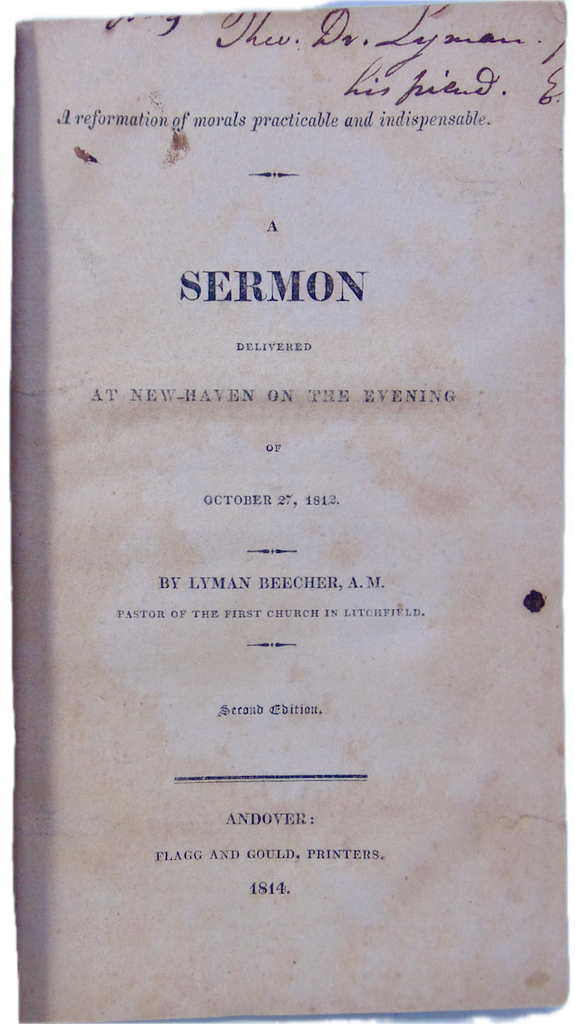 Dr. Lyman.
his friend.
A reformation of morals practicable and indispensable.
A
SERMON
DELIVERED
AT NEW-HAVEN ON THE EVENING
OF
OCTOBER 27, 1812.
BY LYMAN BEECHER, A. M.
PASTOR OF THE FIRST CHURCH IN LITCHFIELD.
Second Edition.
ANDOVER:
FLAGG AND GOULD, PRINTERS.
1814.